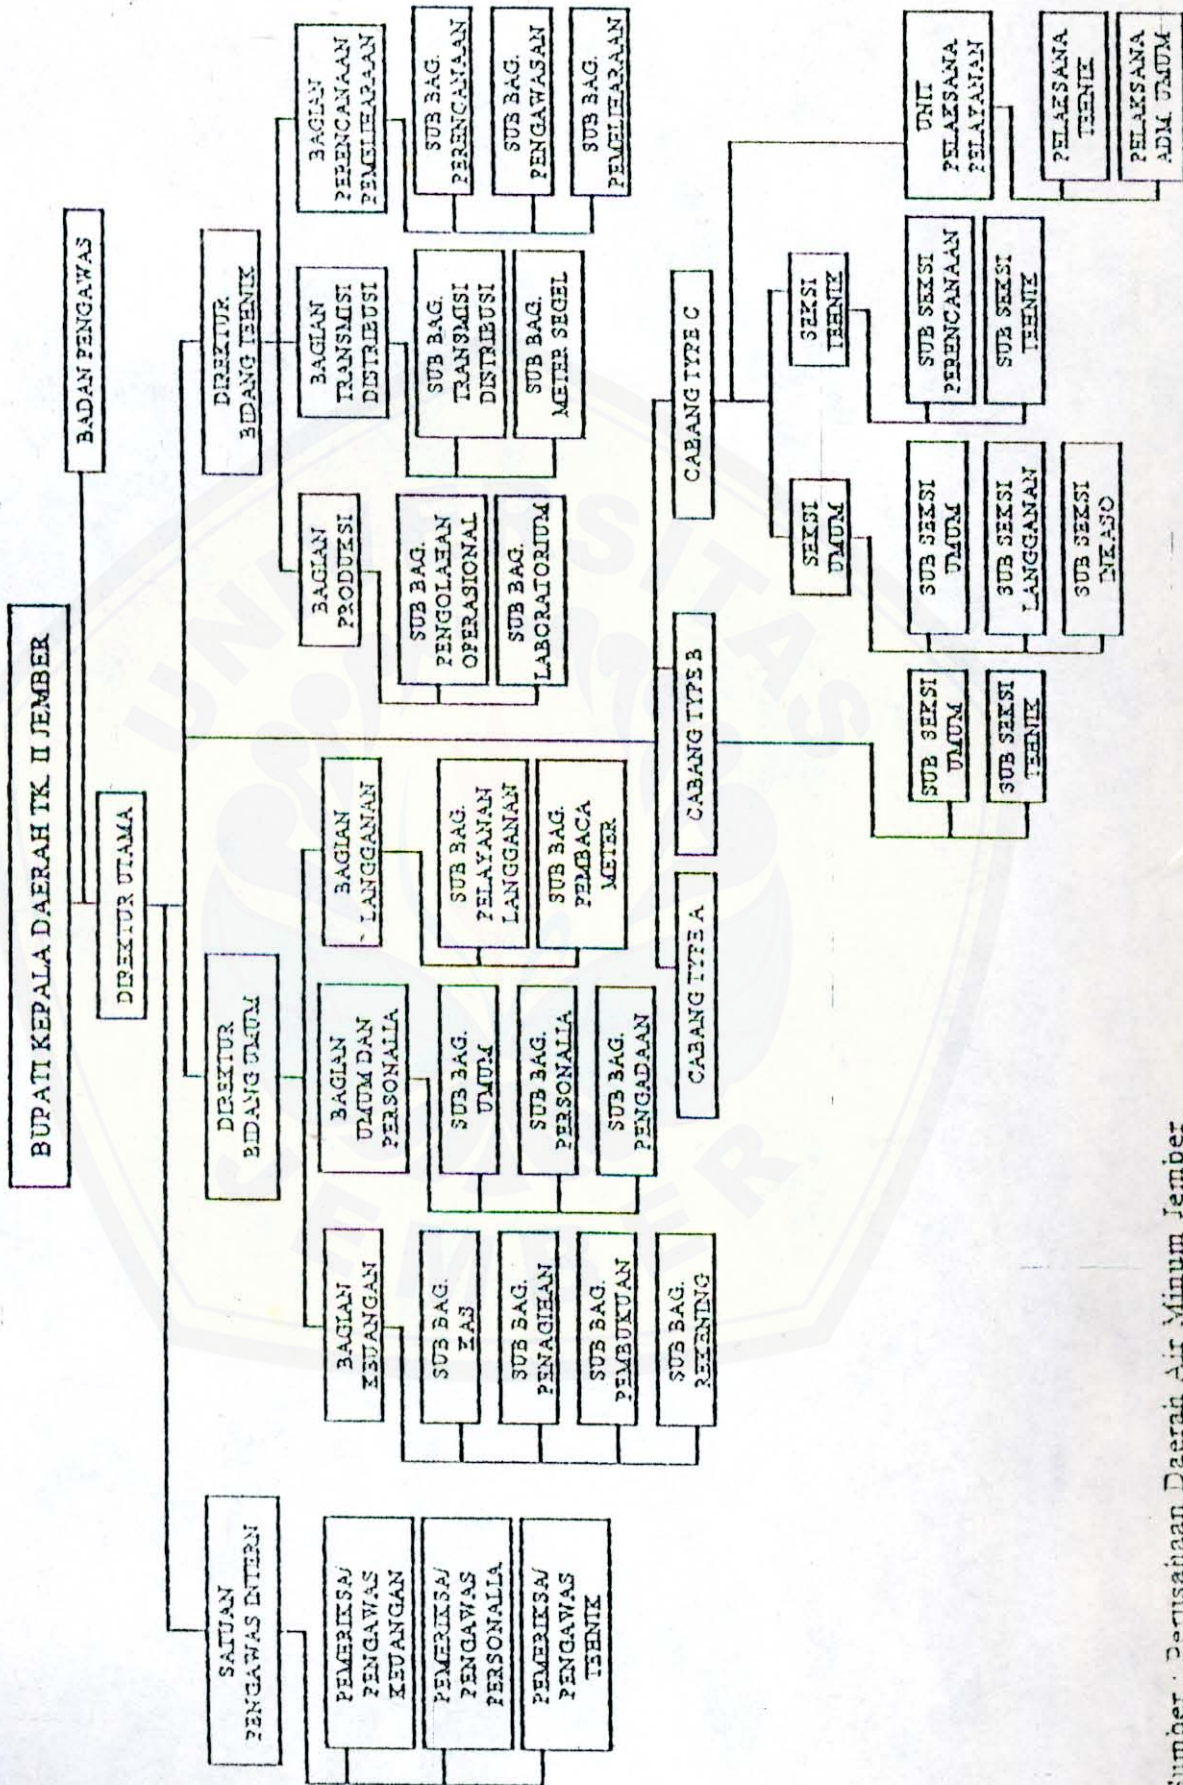 BUPATI KEPALA DAERAH TK. II JEMBER
BADAN PENGAWAS
DIREKTUR UTAMA
SATUAN
PENGAWAS INTERN
PEMERIKSA/
PENGAWAS
KEUANGAN
PEMERIKSA/
PENGAWAS
PERSONALIA
PEMERIKSA/
PENGAWAS
TEHNIK
DIREKTUR
BIDANG UMUM
BAGIAN
KEUANGAN
SUB BAG.
KAS
SUB BAG.
PENAGIHAN
SUB BAG.
PEMBUKUAN
SUB BAG.
REKENING
BAGIAN
UMUM DAN
PERSONALIA
SUB BAG.
UMUM
SUB BAG.
PERSONALIA
SUB BAG.
PENGADAAN
BAGIAN
LANGGANAN
SUB BAG.
PELAYANAN
LANGGANAN
SUB BAG.
PEMBACA
METER
DIREKTUR
BIDANG TEHNIK
BAGIAN
PRODUKSI
SUB BAG.
PENGOLAHAN
OPERASIONAL
SUB BAG.
LABORATORIUM
BAGIAN
TRANSMISI
DISTRIBUSI
SUB BAG.
TRANSMISI
DISTRIBUSI
SUB BAG.
METER SEGEL
BAGIAN
PERENCANAAN
PEMELIHARAAN
SUB BAG.
PERENCANAAN
SUB BAG.
PENGAWASAN
SUB BAG.
PEMELIHARAAN
CABANG TYPE A
CABANG TYPE B
SUB SEKSI
UMUM
SUB SEKSI
TEHNIK
CABANG TYPE C
SEKSI
UMUM
SUB SEKSI
UMUM
SUB SEKSI
LANGGANAN
SUB SEKSI
INKASO
SEKSI
TEHNIK
SUB SEKSI
PERENCANAAN
SUB SEKSI
TEHNIK
UNIT
PELAKSANA
PELAYANAN
PELAKSANA
TEHNIK
PELAKSANA
ADM UMUM
Sumber : Perusahaan Daerah Air Minum Jember
UNIVERSITAS
JEMBER